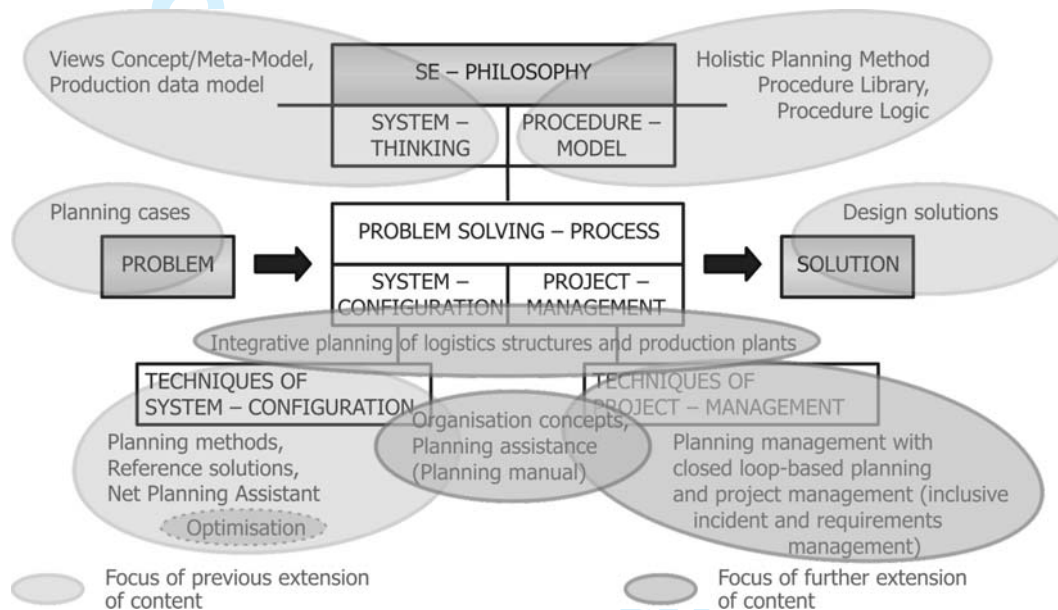 Views Concept/Meta-Model,
Production data model
SE – PHILOSOPHY
Holistic Planning Method
Procedure Library,
Procedure Logic
SYSTEM –
THINKING
PROCEDURE –
MODEL
Planning cases
PROBLEM
PROBLEM SOLVING – PROCESS
SYSTEM –
CONFIGURATION
PROJECT –
MANAGEMENT
Design solutions
SOLUTION
Integrative planning of logistics structures and production plants
TECHNIQUES OF
SYSTEM – CONFIGURATION
TECHNIQUES OF
PROJECT – MANAGEMENT
Planning methods,
Reference solutions,
Net Planning Assistant
Optimisation
Organisation concepts,
Planning assistance
(Planning manual)
Planning management with
closed loop-based planning
and project management (inclusive
incident and requirements
management)
Focus of previous extension
of content
Focus of further extension
of content